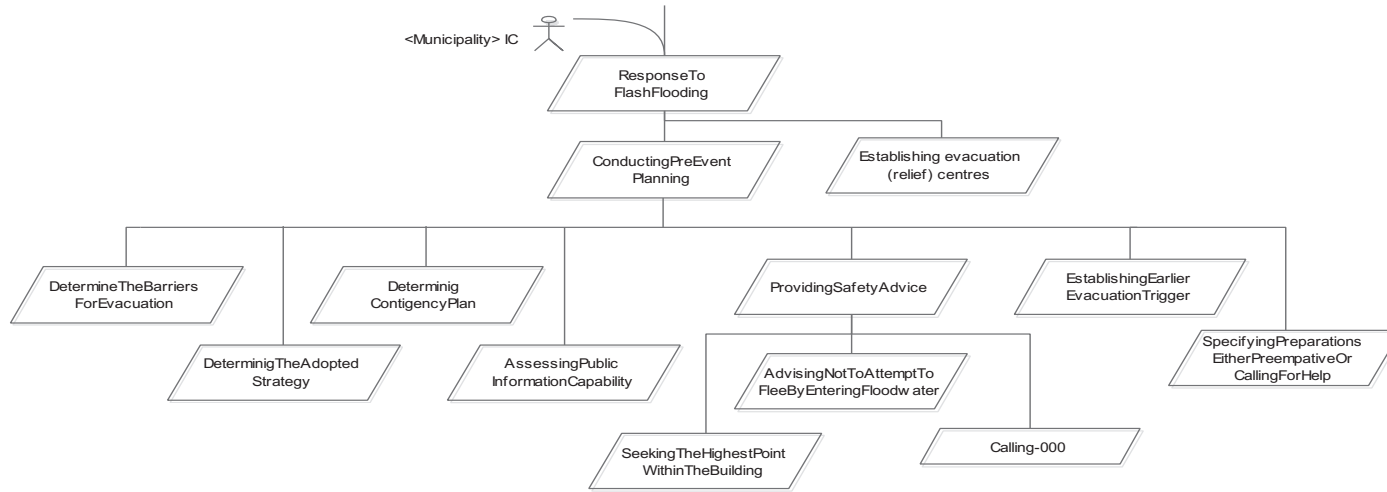 <Municipality> IC
ResponseTo
FlashFlooding
ConductingPreEvent
Planning
Establishing evacuation
(relief) centres
DetermineTheBarriers
ForEvacuation
DeterminigTheAdopted
Strategy
Determinig
ContigencyPlan
AssessingPublic
InformationCapability
ProvidingSafetyAdvice
SeekingTheHighestPoint
WithinTheBuilding
AdvisingNotToAttemptTo
FleeByEnteringFloodwater
Calling-000
EstablishingEarlier
EvacuationTrigger
SpecifyingPreparations
EitherPreempativeOr
CallingForHelp